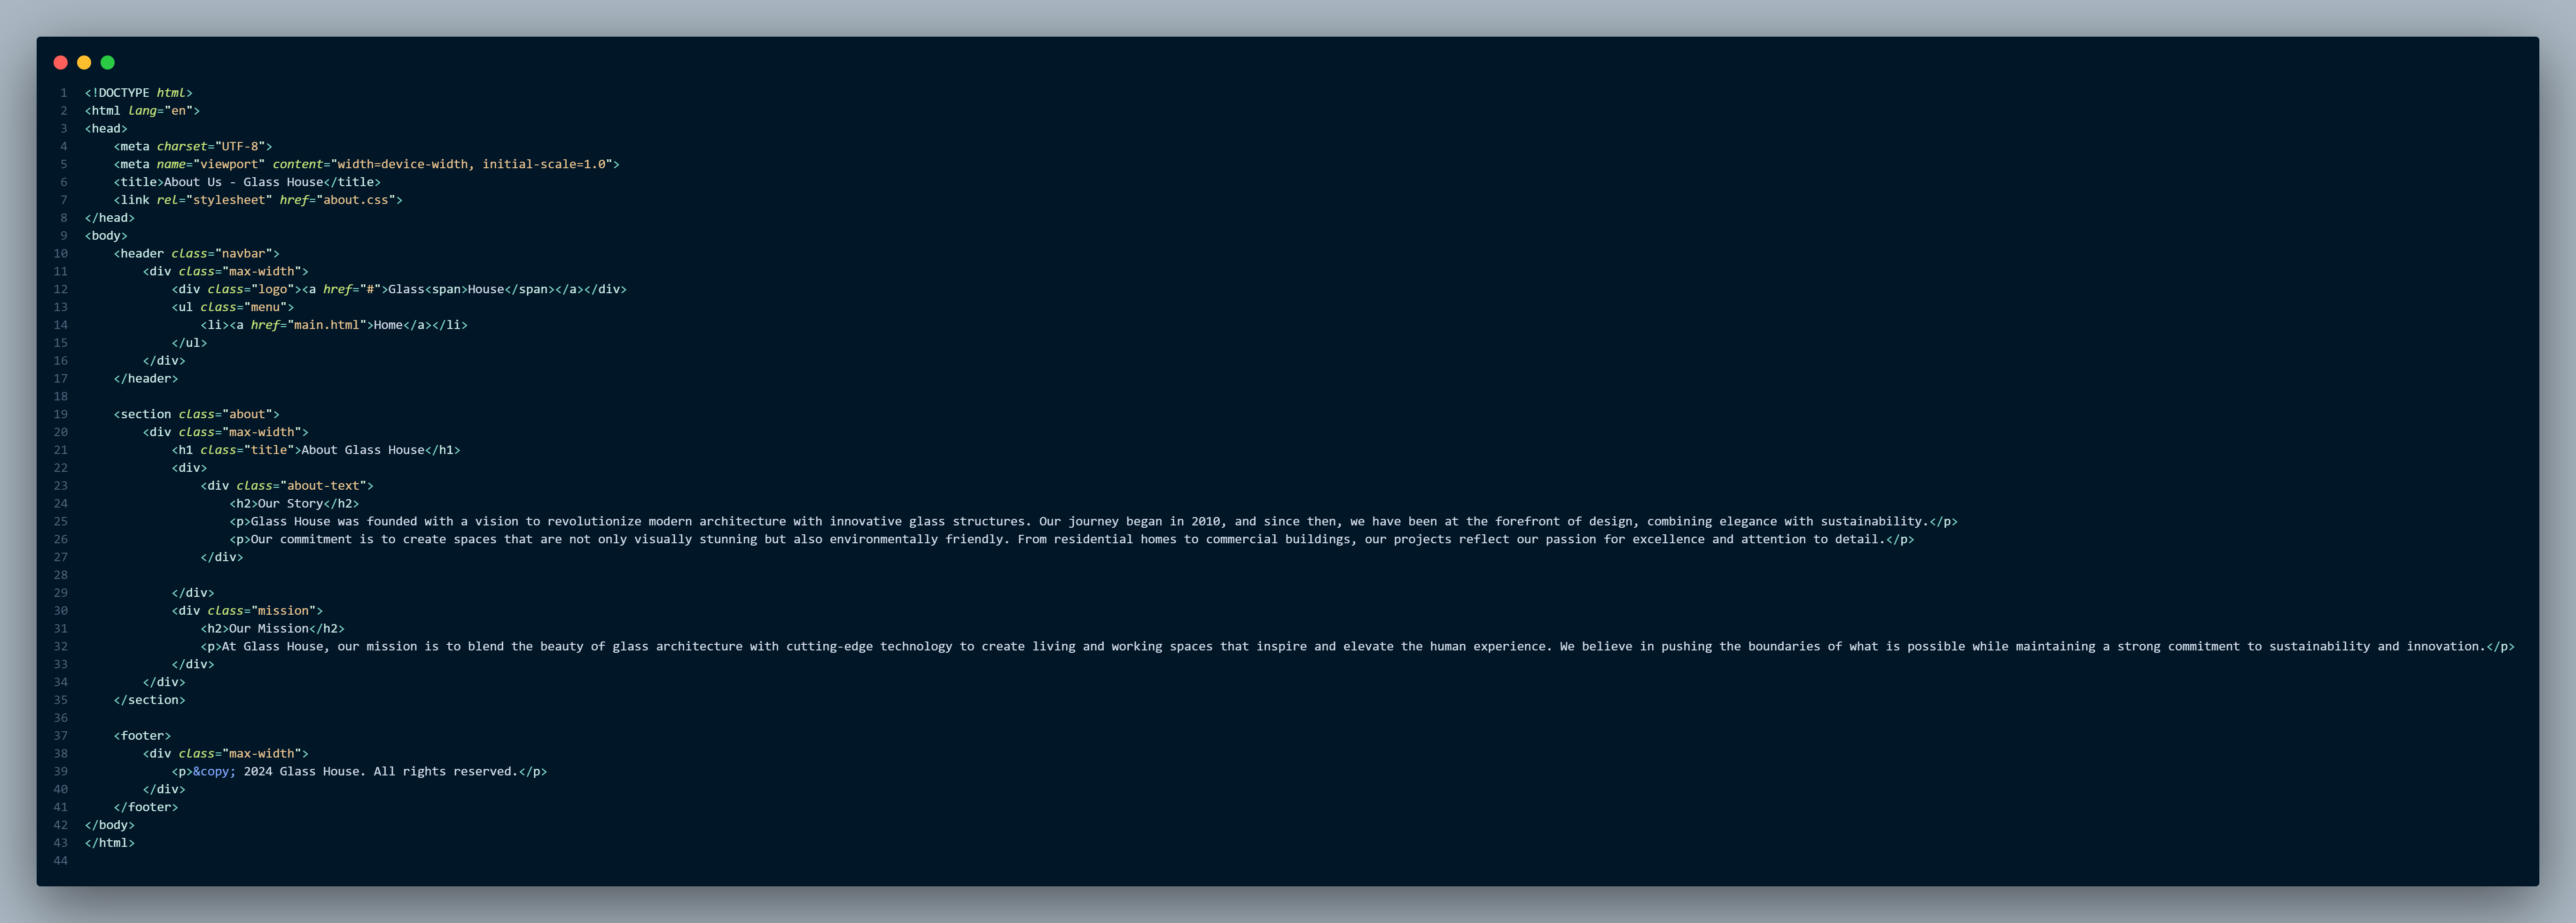 1 <!DOCTYPE html>
2 <html lang="en">
3 <head>
4     <meta charset="UTF-8">
5     <meta name="viewport" content="width=device-width, initial-scale=1.0">
6     <title>About Us - Glass House</title>
7     <link rel="stylesheet" href="about.css">
8 </head>
9 <body>
10     <header class="navbar">
11         <div class="max-width">
12             <div class="logo"><a href="#">Glass<span>House</span></a></div>
13             <ul class="menu">
14                 <li><a href="main.html">Home</a></li>
15             </ul>
16         </div>
17     </header>
18
19     <section class="about">
20         <div class="max-width">
21             <h1 class="title">About Glass House</h1>
22             <div>
23                 <div class="about-text">
24                     <h2>Our Story</h2>
25                     <p>Glass House was founded with a vision to revolutionize modern architecture with innovative glass structures. Our journey began in 2010, and since then, we have been at the forefront of design, combining elegance with sustainability.</p>
26                     <p>Our commitment is to create spaces that are not only visually stunning but also environmentally friendly. From residential homes to commercial buildings, our projects reflect our passion for excellence and attention to detail.</p>
27                 </div>
28
29             </div>
30             <div class="mission">
31                 <h2>Our Mission</h2>
32                 <p>At Glass House, our mission is to blend the beauty of glass architecture with cutting-edge technology to create living and working spaces that inspire and elevate the human experience. We believe in pushing the boundaries of what is possible while maintaining a strong commitment to sustainability and innovation.</p>
33             </div>
34         </div>
35     </section>
36
37     <footer>
38         <div class="max-width">
39             <p>&copy; 2024 Glass House. All rights reserved.</p>
40         </div>
41     </footer>
42 </body>
43 </html>
44